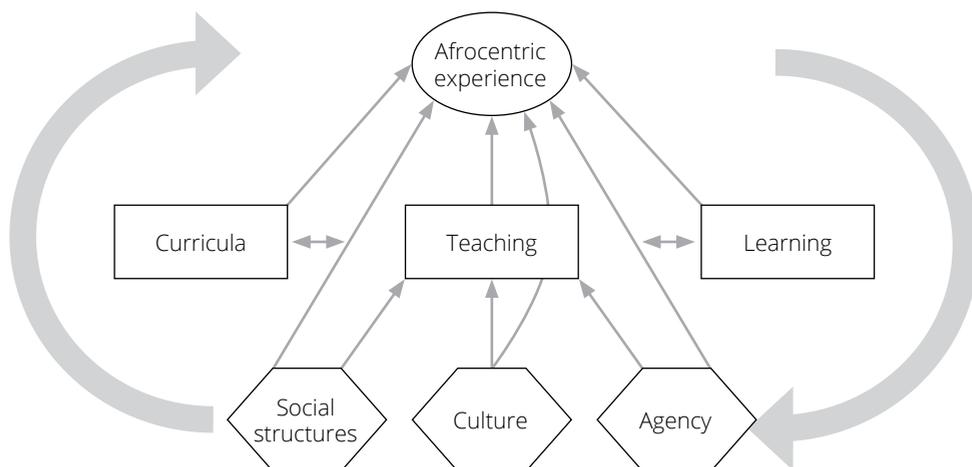 Afrocentric
experience
Curricula
Teaching
Learning
Social
structures
Culture
Agency